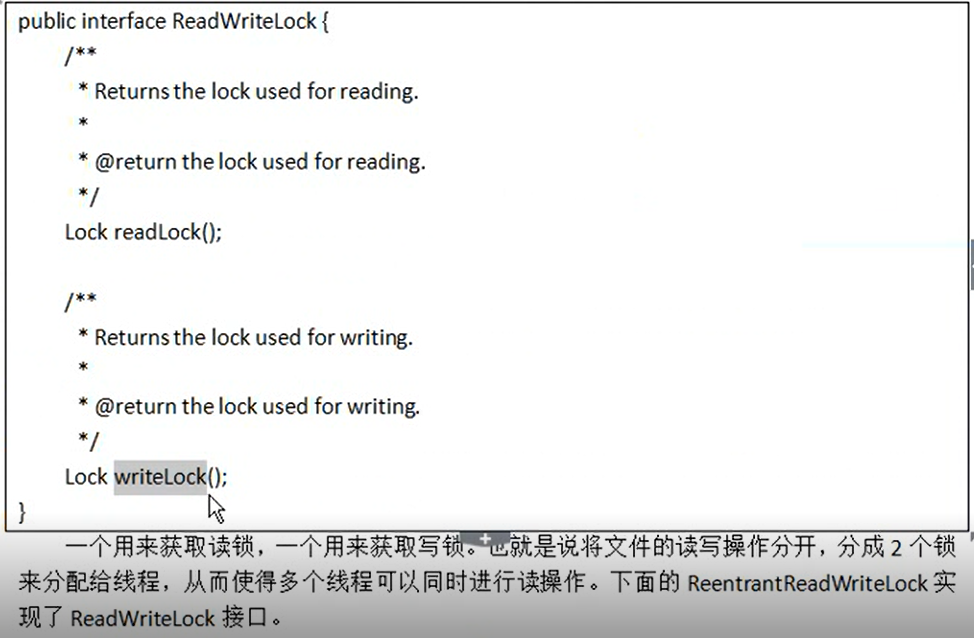 public interface ReadWriteLock {
/**
* Returns the lock used for reading.
*
* @return the lock used for reading.
*/
Lock readLock();
/**
* Returns the lock used for writing.
*
* @return the lock used for writing.
*/
Lock writeLock();
}
一个用来获取读锁，一个用来获取写锁。也就是说将文件的读写操作分开，分成 2 个锁
来分配给线程，从而使得多个线程可以同时进行读操作。下面的 ReentrantReadWriteLock 实
现了 ReadWriteLock 接口。